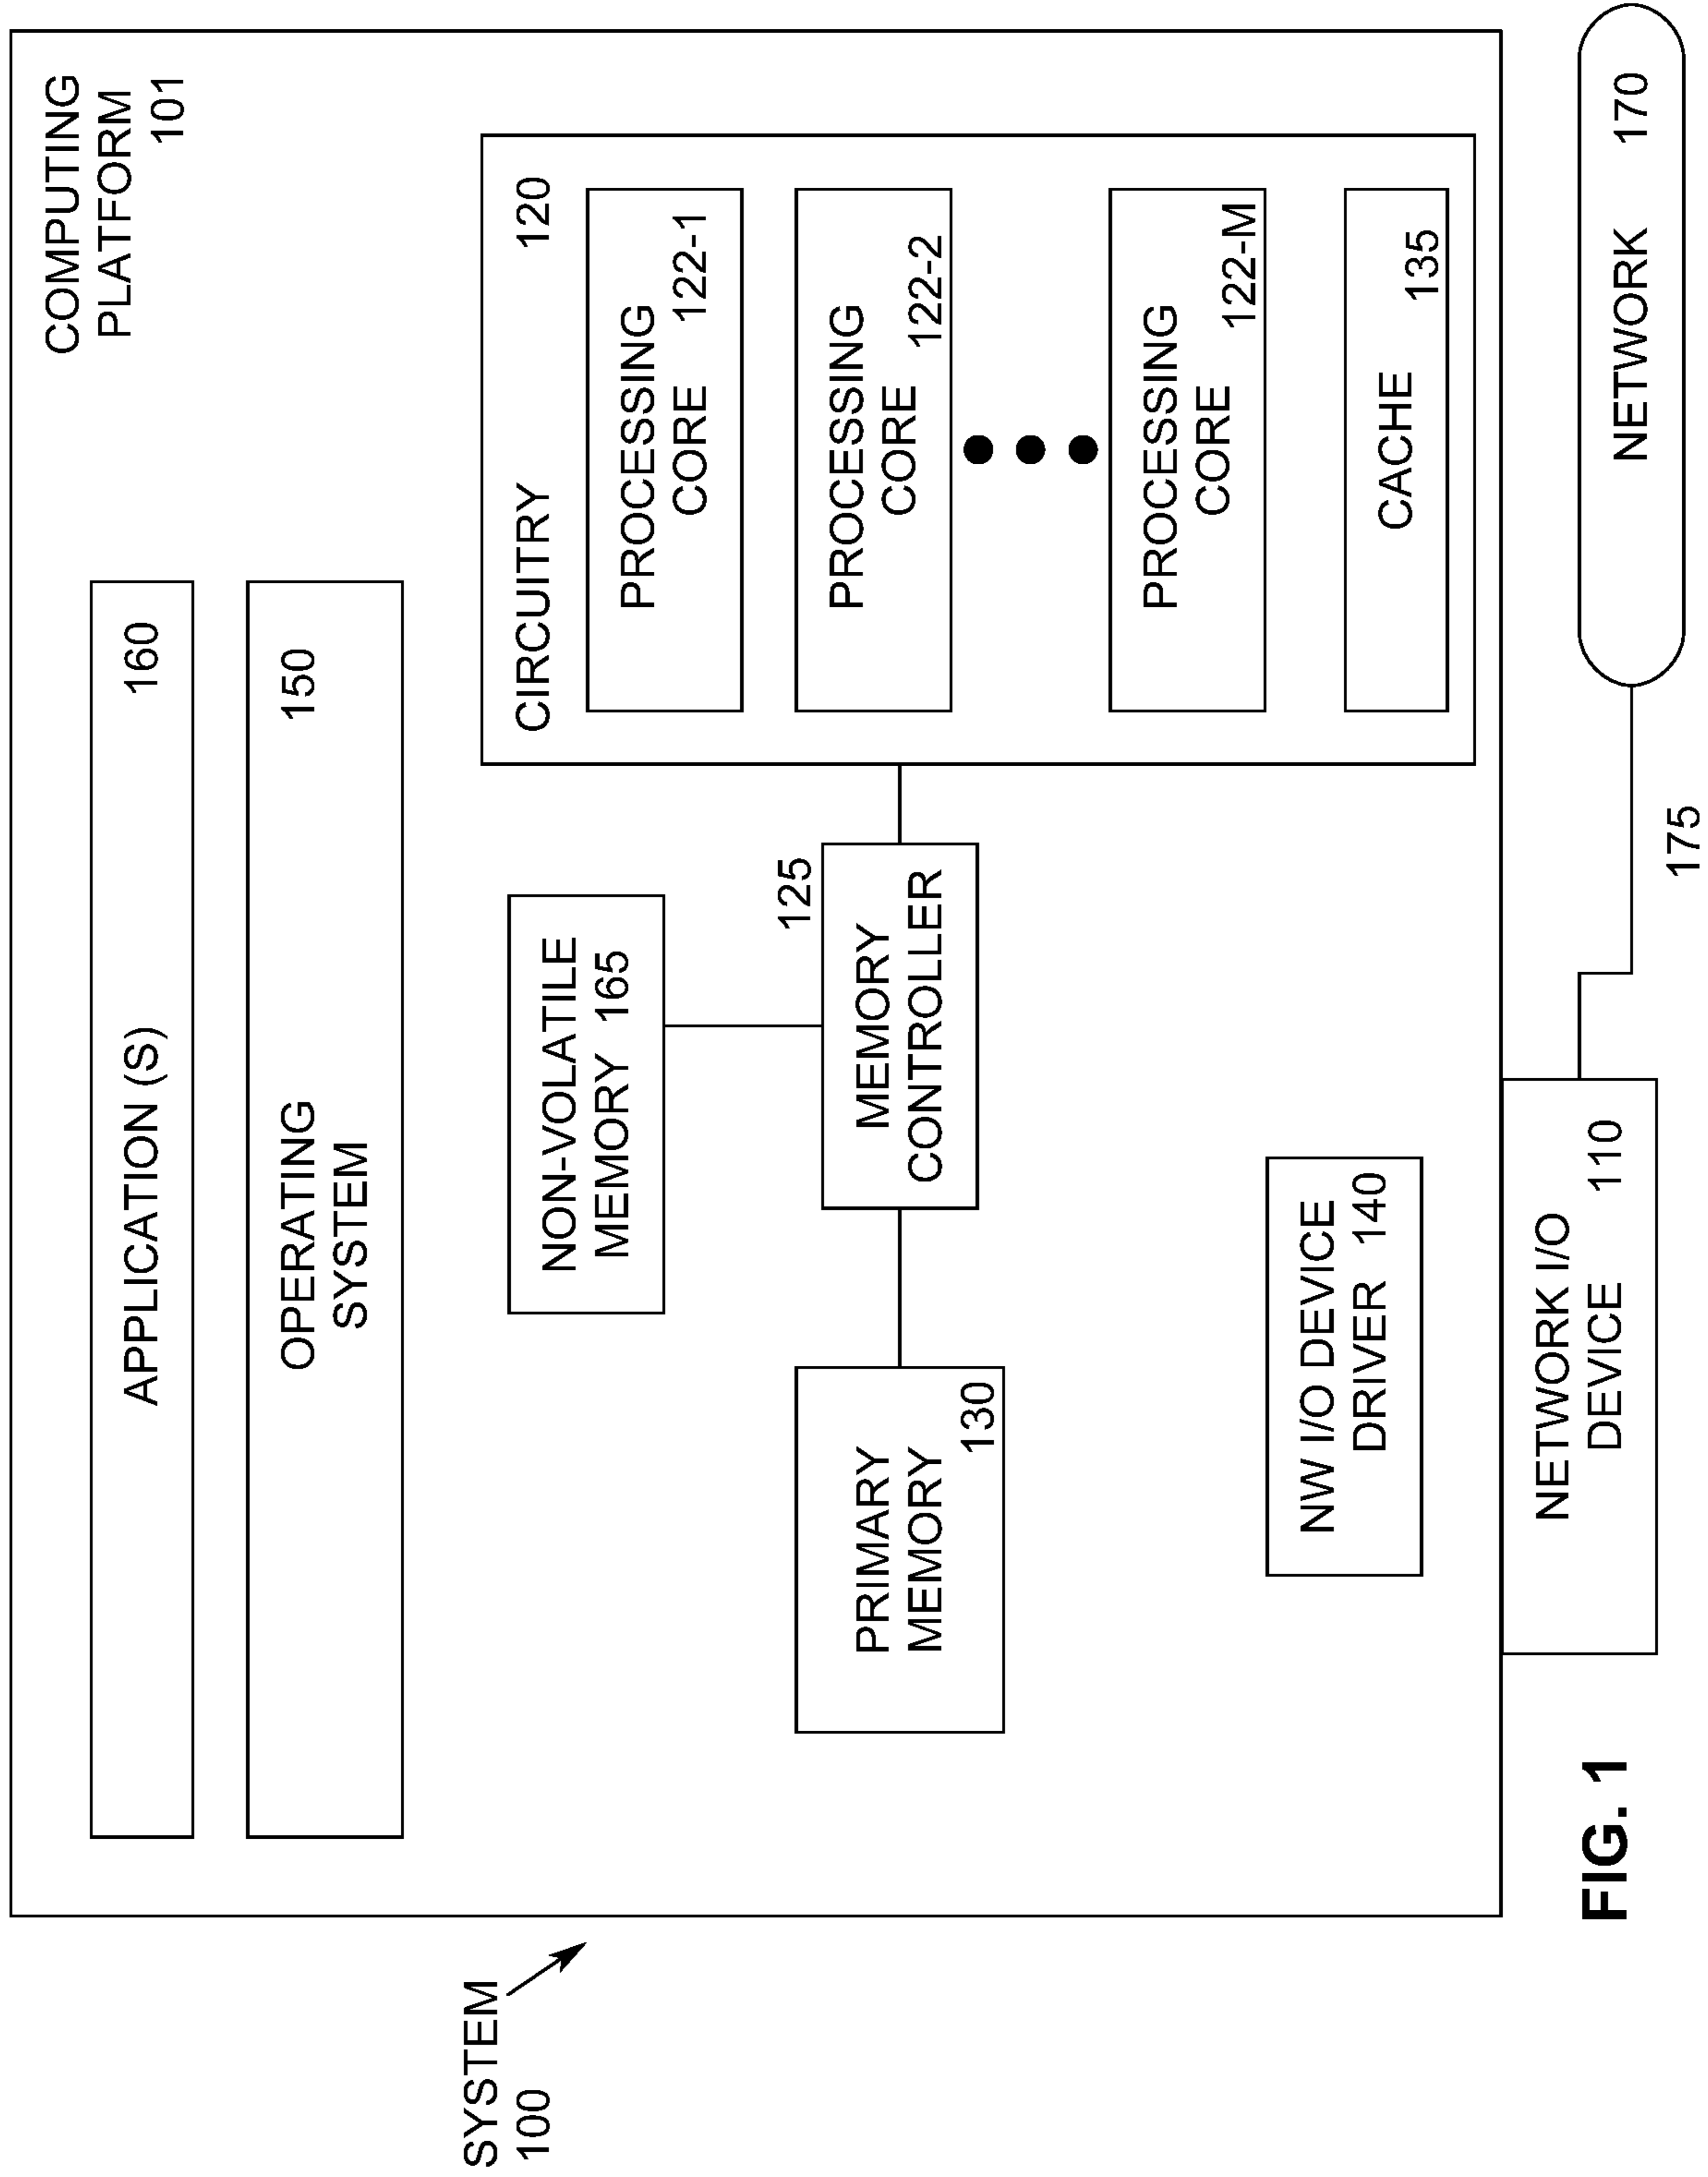 COMPUTING
PLATFORM
101
APPLICATION (S) 160
OPERATING 150
SYSTEM
SYSTEM
100
NON-VOLATILE
MEMORY 165
CIRCUITRY 120
PROCESSING
CORE 122-1
PROCESSING
CORE 122-2
PROCESSING
CORE 122-M
CACHE 135
125
MEMORY
CONTROLLER
PRIMARY
MEMORY
130
NW I/O DEVICE
DRIVER 140
NETWORK I/O
DEVICE 110
NETWORK 170
175
FIG. 1